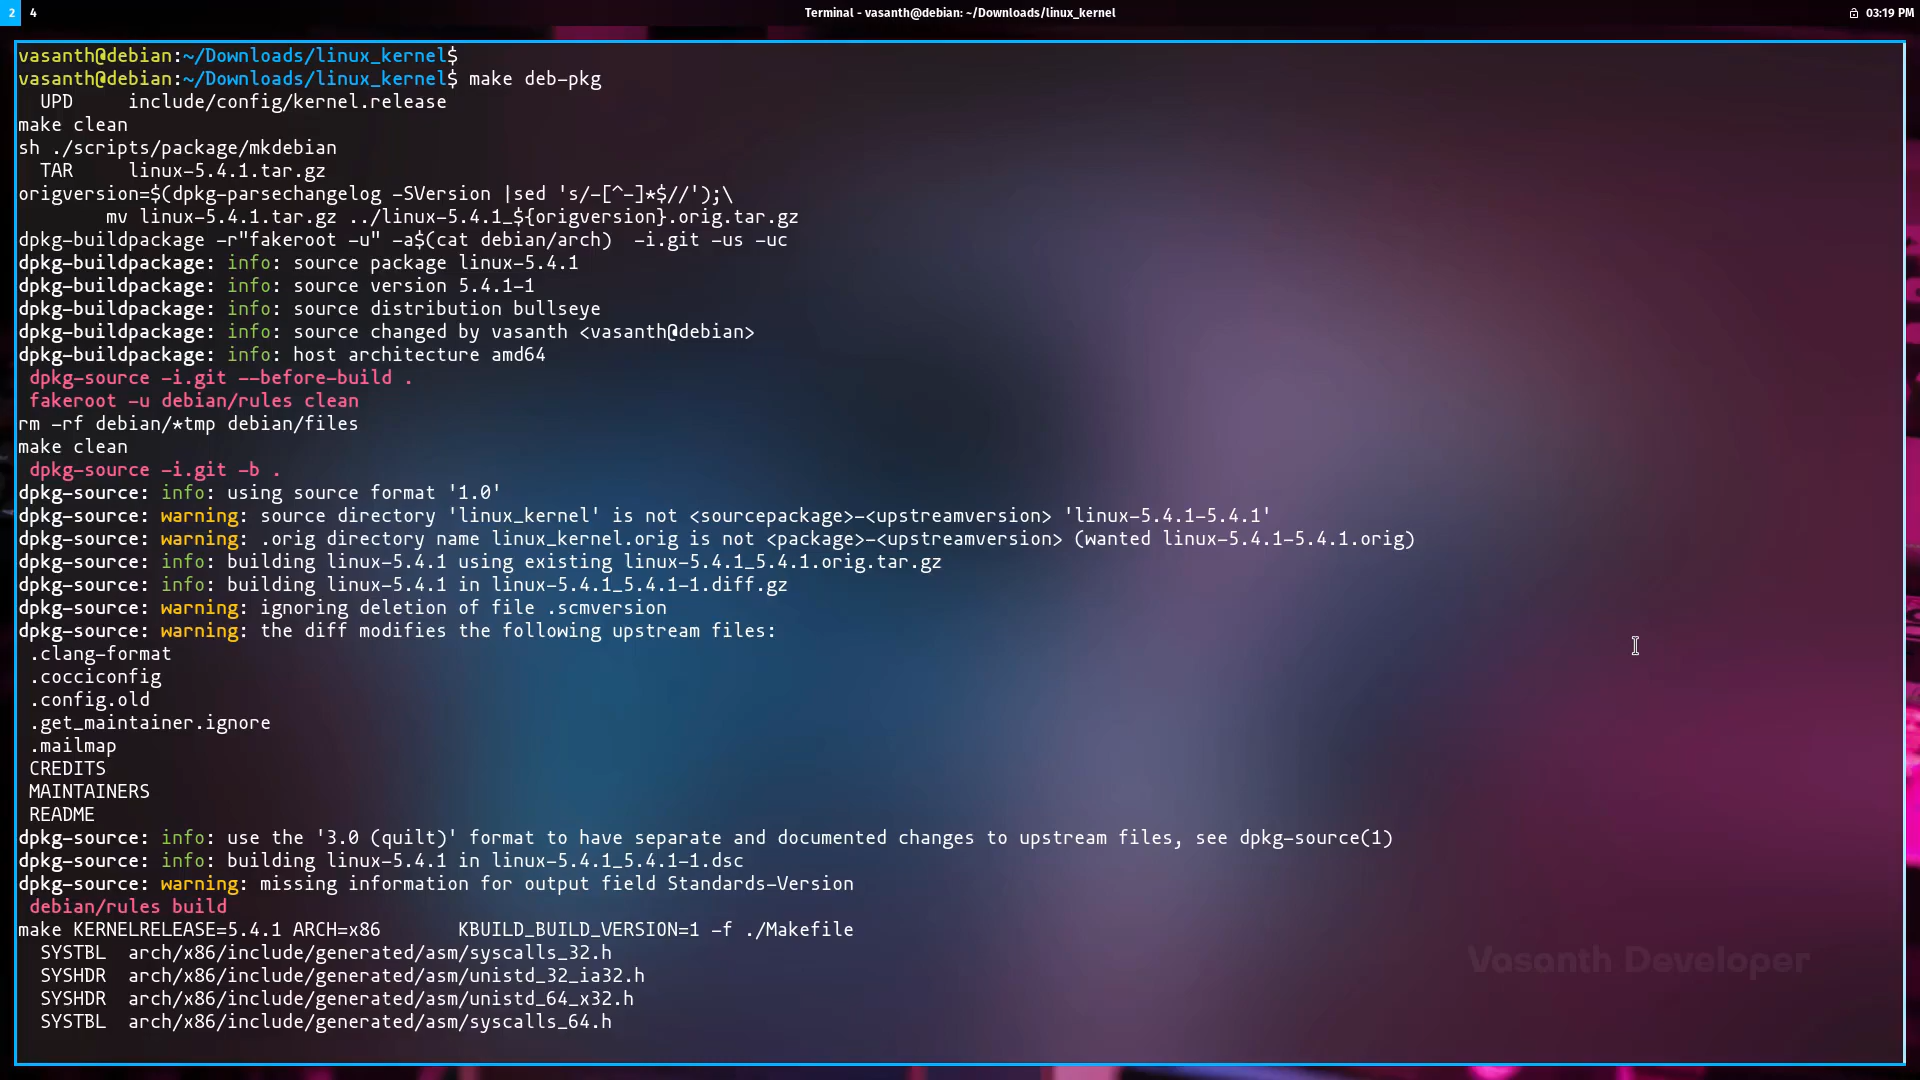 2 4 Terminal - vasanth@debian: ~/Downloads/linux_kernel 03:19 PM
vasanth@debian:~/Downloads/linux_kernel$
vasanth@debian:~/Downloads/linux_kernel$ make deb-pkg
  UPD     include/config/kernel.release
make clean
sh ./scripts/package/mkdebian
  TAR     linux-5.4.1.tar.gz
origversion=$(dpkg-parsechangelog -SVersion |sed 's/-[^-]*$//');\
        mv linux-5.4.1.tar.gz ../linux-5.4.1_${origversion}.orig.tar.gz
dpkg-buildpackage -r"fakeroot -u" -a$(cat debian/arch)  -i.git -us -uc
dpkg-buildpackage: info: source package linux-5.4.1
dpkg-buildpackage: info: source version 5.4.1-1
dpkg-buildpackage: info: source distribution bullseye
dpkg-buildpackage: info: source changed by vasanth <vasanth@debian>
dpkg-buildpackage: info: host architecture amd64
 dpkg-source -i.git --before-build .
 fakeroot -u debian/rules clean
rm -rf debian/*tmp debian/files
make clean
 dpkg-source -i.git -b .
dpkg-source: info: using source format '1.0'
dpkg-source: warning: source directory 'linux_kernel' is not <sourcepackage>-<upstreamversion> 'linux-5.4.1-5.4.1'
dpkg-source: warning: .orig directory name linux_kernel.orig is not <package>-<upstreamversion> (wanted linux-5.4.1-5.4.1.orig)
dpkg-source: info: building linux-5.4.1 using existing linux-5.4.1_5.4.1.orig.tar.gz
dpkg-source: info: building linux-5.4.1 in linux-5.4.1_5.4.1-1.diff.gz
dpkg-source: warning: ignoring deletion of file .scmversion
dpkg-source: warning: the diff modifies the following upstream files:
 .clang-format
 .cocciconfig
 .config.old
 .get_maintainer.ignore
 .mailmap
 CREDITS
 MAINTAINERS
 README
dpkg-source: info: use the '3.0 (quilt)' format to have separate and documented changes to upstream files, see dpkg-source(1)
dpkg-source: info: building linux-5.4.1 in linux-5.4.1_5.4.1-1.dsc
dpkg-source: warning: missing information for output field Standards-Version
 debian/rules build
make KERNELRELEASE=5.4.1 ARCH=x86       KBUILD_BUILD_VERSION=1 -f ./Makefile
  SYSTBL  arch/x86/include/generated/asm/syscalls_32.h
  SYSHDR  arch/x86/include/generated/asm/unistd_32_ia32.h
  SYSHDR  arch/x86/include/generated/asm/unistd_64_x32.h
  SYSTBL  arch/x86/include/generated/asm/syscalls_64.h
Vasanth Developer